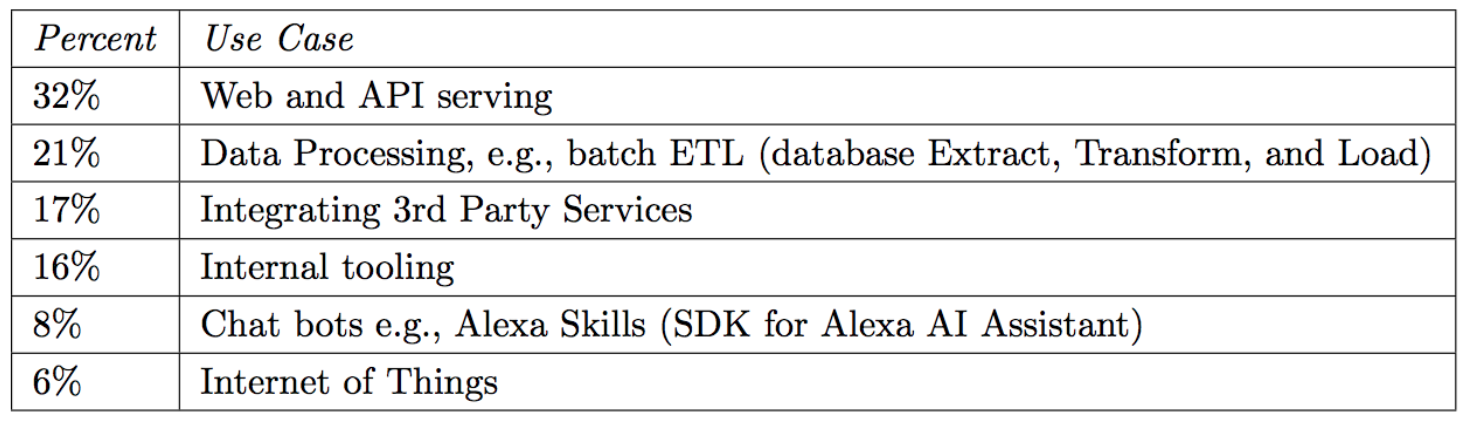 Percent Use Case
32% Web and API serving
21% Data Processing, e.g., batch ETL (database Extract, Transform, and Load)
17% Integrating 3rd Party Services
16% Internal tooling
8% Chat bots e.g., Alexa Skills (SDK for Alexa AI Assistant)
6% Internet of Things